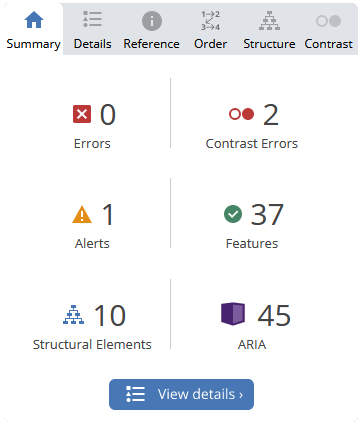 Summary Details Reference Order Structure Contrast
0 2
Errors Contrast Errors
1 37
Alerts Features
10 45
Structural Elements ARIA
View details ›